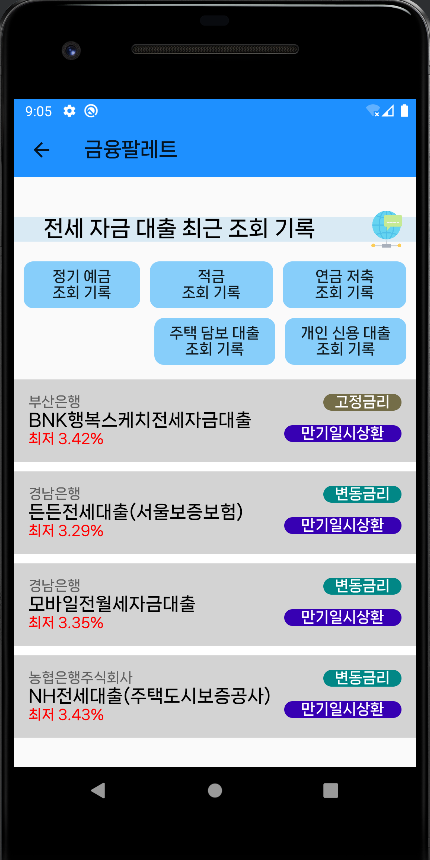 9:05
금융팔레트
전세 자금 대출 최근 조회 기록
정기 예금
조회 기록
적금
조회 기록
연금 저축
조회 기록
주택 담보 대출
조회 기록
개인 신용 대출
조회 기록
부산은행
고정금리
BNK행복스케치전세자금대출
최저 3.42%
만기일시상환
경남은행
변동금리
든든전세대출(서울보증보험)
최저 3.29%
만기일시상환
경남은행
변동금리
모바일전월세자금대출
최저 3.35%
만기일시상환
농협은행주식회사
변동금리
NH전세대출(주택도시보증공사)
최저 3.43%
만기일시상환